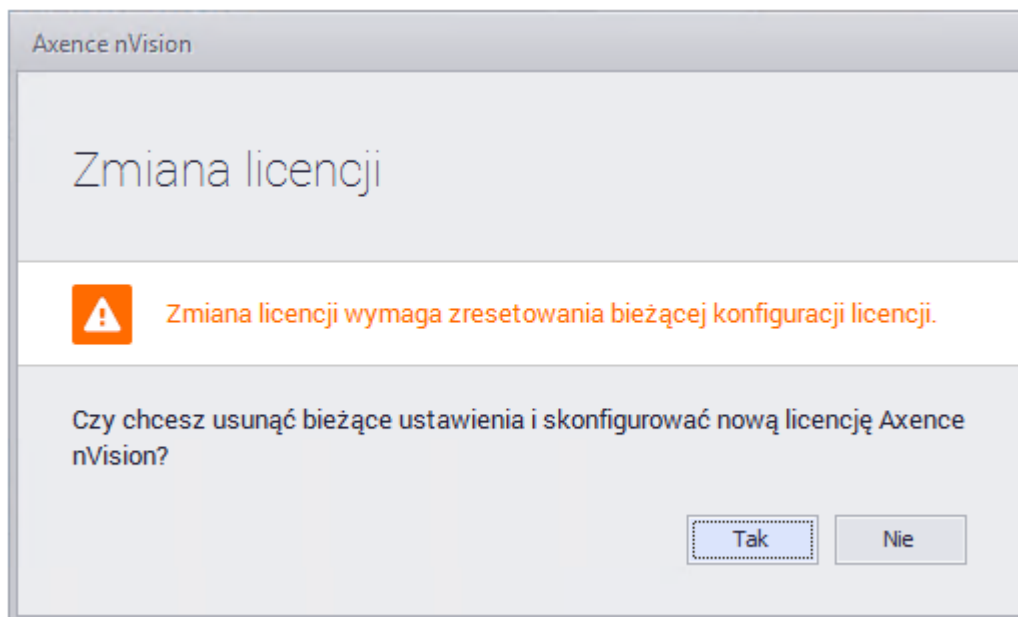 Axence nVision
Zmiana licencji
Zmiana licencji wymaga zresetowania bieżącej konfiguracji licencji.
Czy chcesz usunąć bieżące ustawienia i skonfigurować nową licencję Axence
nVision?
Tak Nie